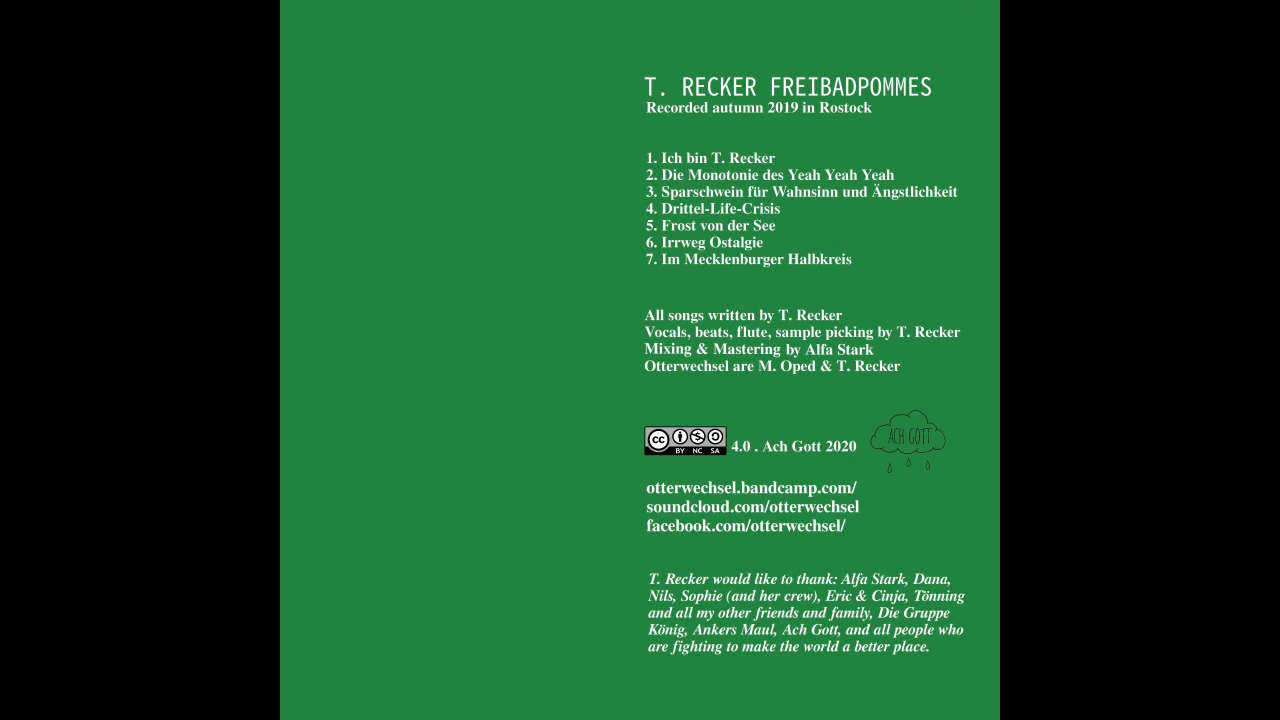 T. RECKER FREIBADPOMMES
Recorded autumn 2019 in Rostock
1. Ich bin T. Recker
2. Die Monotonie des Yeah Yeah Yeah
3. Sparschwein für Wahnsinn und Ängstlichkeit
4. Drittel-Life-Crisis
5. Frost von der See
6. Irrweg Ostalgie
7. Im Mecklenburger Halbkreis
All songs written by T. Recker
Vocals, beats, flute, sample picking by T. Recker
Mixing & Mastering by Alfa Stark
Otterwechsel are M. Oped & T. Recker
cc BY NC SA 4.0 . Ach Gott 2020
ACH GOTT
otterwechsel.bandcamp.com/
soundcloud.com/otterwechsel
facebook.com/otterwechsel/
T. Recker would like to thank: Alfa Stark, Dana,
Nils, Sophie (and her crew), Eric & Cinja, Tönning
and all my other friends and family, Die Gruppe
König, Ankers Maul, Ach Gott, and all people who
are fighting to make the world a better place.